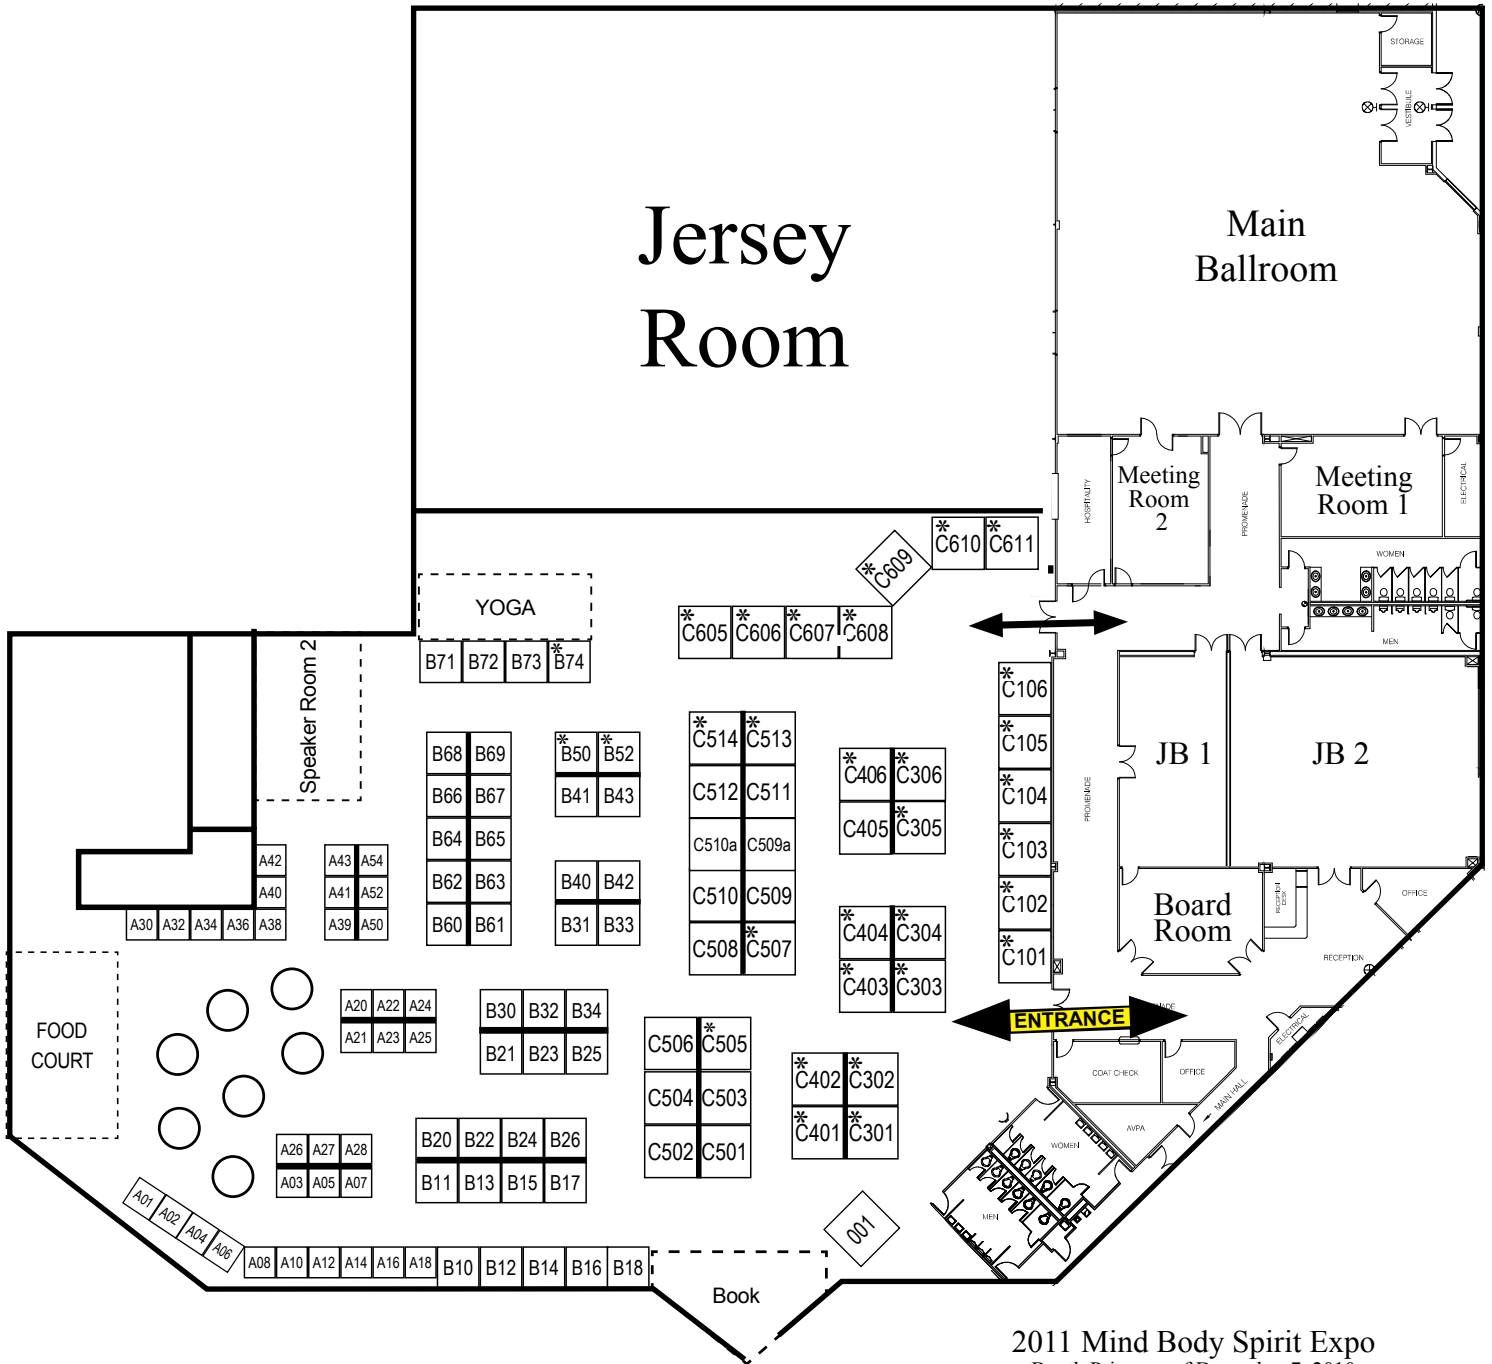 STORAGE
VESTIBULE
Jersey
Room
Main
Ballroom
HOSPITALITY
Meeting
Room
2
PROMENADE
Meeting
Room 1
ELECTRICAL
WOMEN
MEN
*C610 *C611
*C609
YOGA
*C605 *C606 *C607 *C608
B71 B72 B73 *B74
Speaker Room 2
*C106
*C105
*C104
*C103
*C102
*C101
PROMENADE
JB 1
JB 2
B68 B69
B66 B67
B64 B65
B62 B63
B60 B61
*B50 *B52
B41 B43
B40 B42
B31 B33
*C514 *C513
C512 C511
C510a C509a
C510 C509
C508 *C507
*C406 *C306
C405 *C305
*C404 *C304
*C403 *C303
A42
A40
A30 A32 A34 A36 A38
A43 A54
A41 A52
A39 A50
Board
Room
RECEPTION
DESK
OFFICE
RECEPTION
FOOD
COURT
A20 A22 A24
A21 A23 A25
B30 B32 B34
B21 B23 B25
C506 *C505
C504 C503
C502 C501
*C402 *C302
*C401 *C301
ENTRANCE
ELECTRICAL
COAT CHECK
OFFICE
MAIN HALL
AVPA
WOMEN
MEN
A26 A27 A28
A03 A05 A07
B20 B22 B24 B26
B11 B13 B15 B17
A01 A02 A04 A06
A08 A10 A12 A14 A16 A18 B10 B12 B14 B16 B18
001
Book
2011 Mind Body Spirit Expo